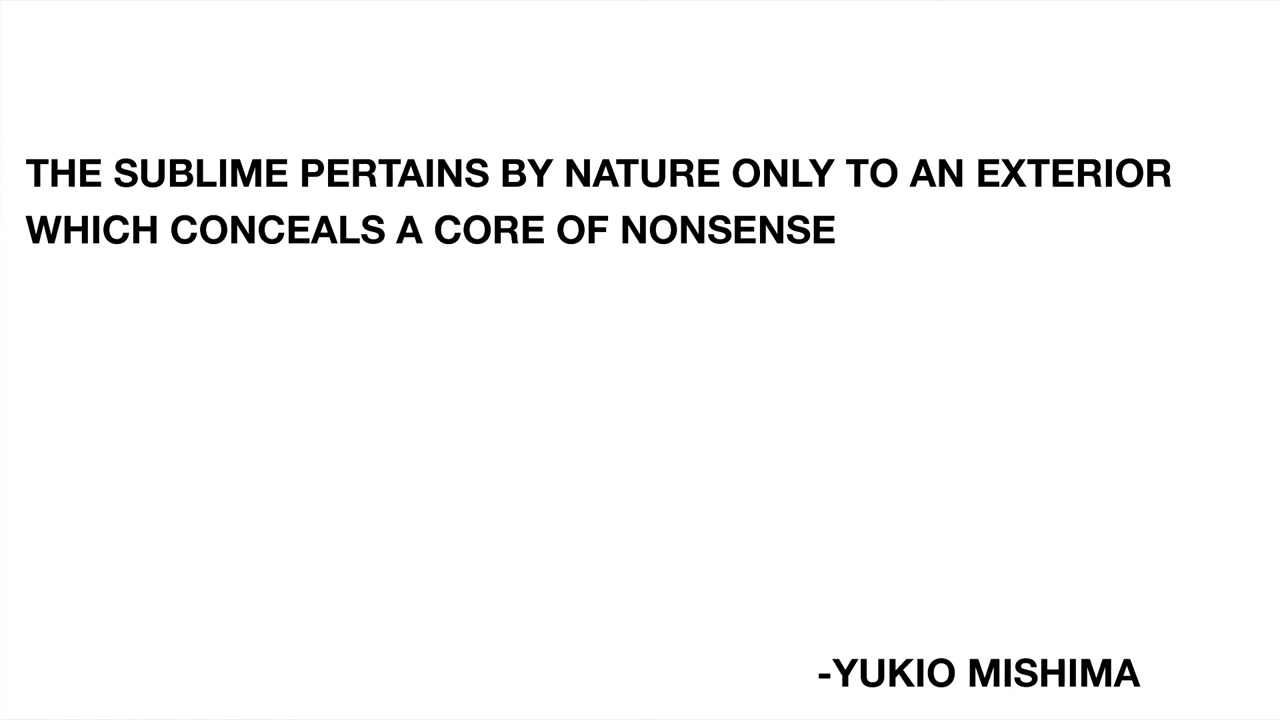 THE SUBLIME PERTAINS BY NATURE ONLY TO AN EXTERIOR
WHICH CONCEALS A CORE OF NONSENSE
-YUKIO MISHIMA